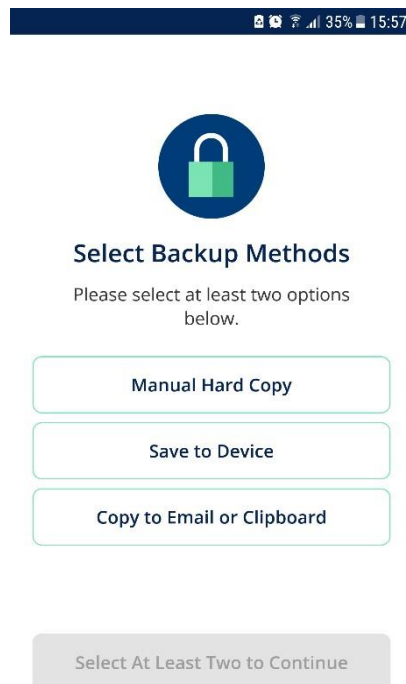 35% 15:57
Select Backup Methods
Please select at least two options
below.
Manual Hard Copy
Save to Device
Copy to Email or Clipboard
Select At Least Two to Continue